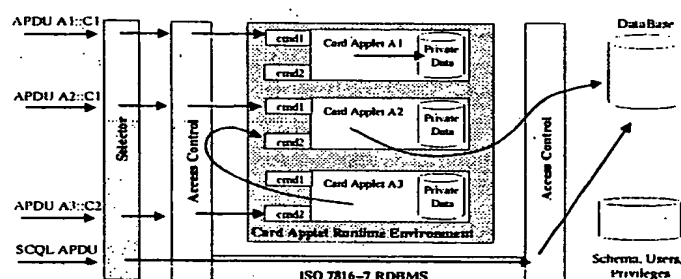 APDU A1::C1
APDU A2::C1
APDU A3::C2
SCQL APDU
Selector
Access Control
cmd1
cmd2
Card Applet A1
Private
Data
cmd1
cmd2
Card Applet A2
Private
Data
cmd1
cmd2
Card Applet A3
Private
Data
Card Applet Runtime Environment
ISO 7816-7 RDBMS
Access Control
DataBase
Schema, Users,
Privileges